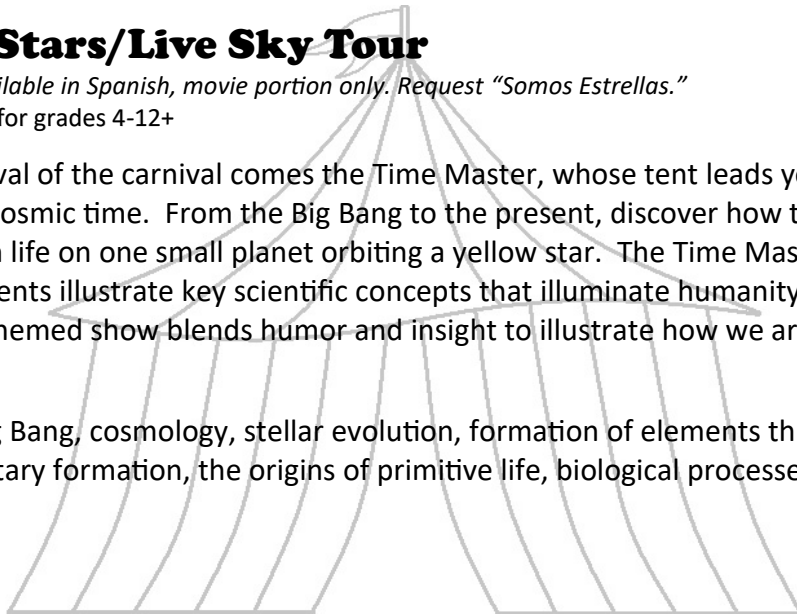 Stars/Live Sky Tour
ilable in Spanish, movie portion only. Request “Somos Estrellas.”
for grades 4-12+
val of the carnival comes the Time Master, whose tent leads y
osmic time.  From the Big Bang to the present, discover how t
life on one small planet orbiting a yellow star.  The Time Mas
ents illustrate key scientific concepts that illuminate humanity
hemed show blends humor and insight to illustrate how we ar
g Bang, cosmology, stellar evolution, formation of elements th
tary formation, the origins of primitive life, biological processe